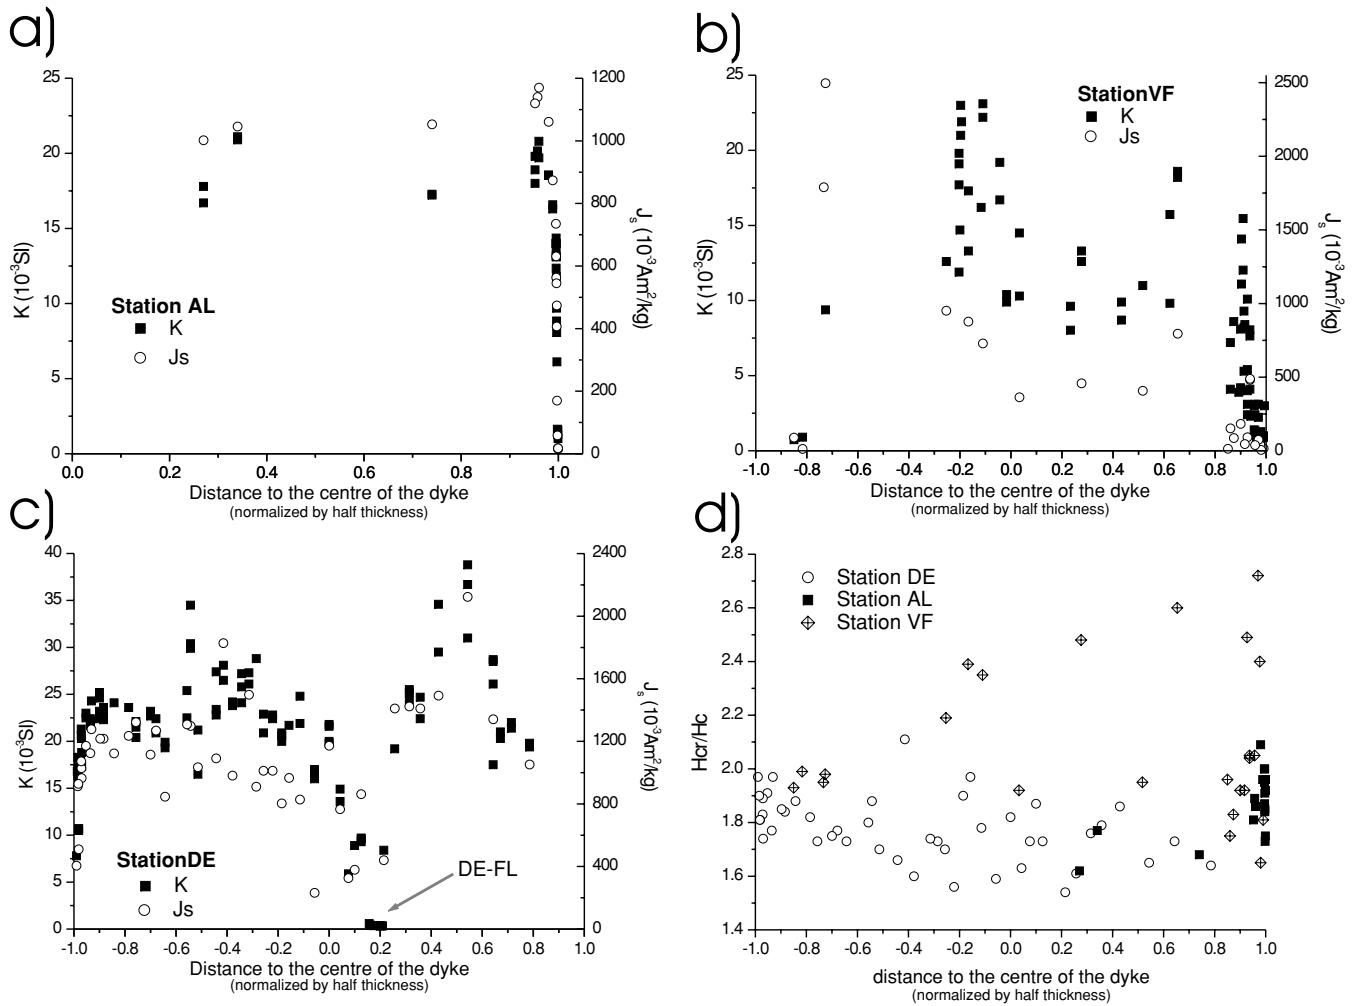 a)
25
20
15
10
5
0
K (10⁻³SI)
1200
1000
800
600
400
200
0
Jₛ (10⁻³Am²/kg)
Station AL
K
Js
0.0 0.2 0.4 0.6 0.8 1.0
Distance to the centre of the dyke
(normalized by half thickness)
b)
25
20
15
10
5
0
K (10⁻³SI)
2500
2000
1500
1000
500
0
Jₛ (10⁻³Am²/kg)
StationVF
K
Js
-1.0 -0.8 -0.6 -0.4 -0.2 0.0 0.2 0.4 0.6 0.8 1.0
Distance to the centre of the dyke
(normalized by half thickness)
c)
40
35
30
25
20
15
10
5
0
K (10⁻³SI)
2400
2000
1600
1200
800
400
0
Jₛ (10⁻³Am²/kg)
StationDE
K
Js
DE-FL
-1.0 -0.8 -0.6 -0.4 -0.2 0.0 0.2 0.4 0.6 0.8 1.0
Distance to the centre of the dyke
(normalized by half thickness)
d)
2.8
2.6
2.4
2.2
2.0
1.8
1.6
1.4
Hcr/Hc
Station DE
Station AL
Station VF
-1.0 -0.8 -0.6 -0.4 -0.2 0.0 0.2 0.4 0.6 0.8 1.0
distance to the centre of the dyke
(normalized by half thickness)